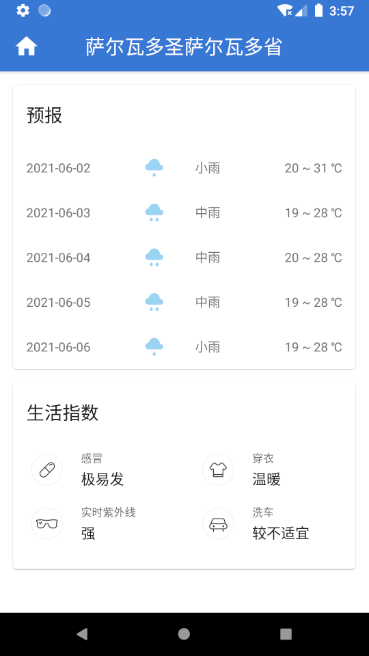 3:57
萨尔瓦多圣萨尔瓦多省
预报
2021-06-02 小雨 20 ~ 31 ℃
2021-06-03 中雨 19 ~ 28 ℃
2021-06-04 中雨 20 ~ 28 ℃
2021-06-05 中雨 19 ~ 28 ℃
2021-06-06 小雨 19 ~ 28 ℃
生活指数
感冒 穿衣
极易发 温暖
实时紫外线 洗车
强 较不适宜